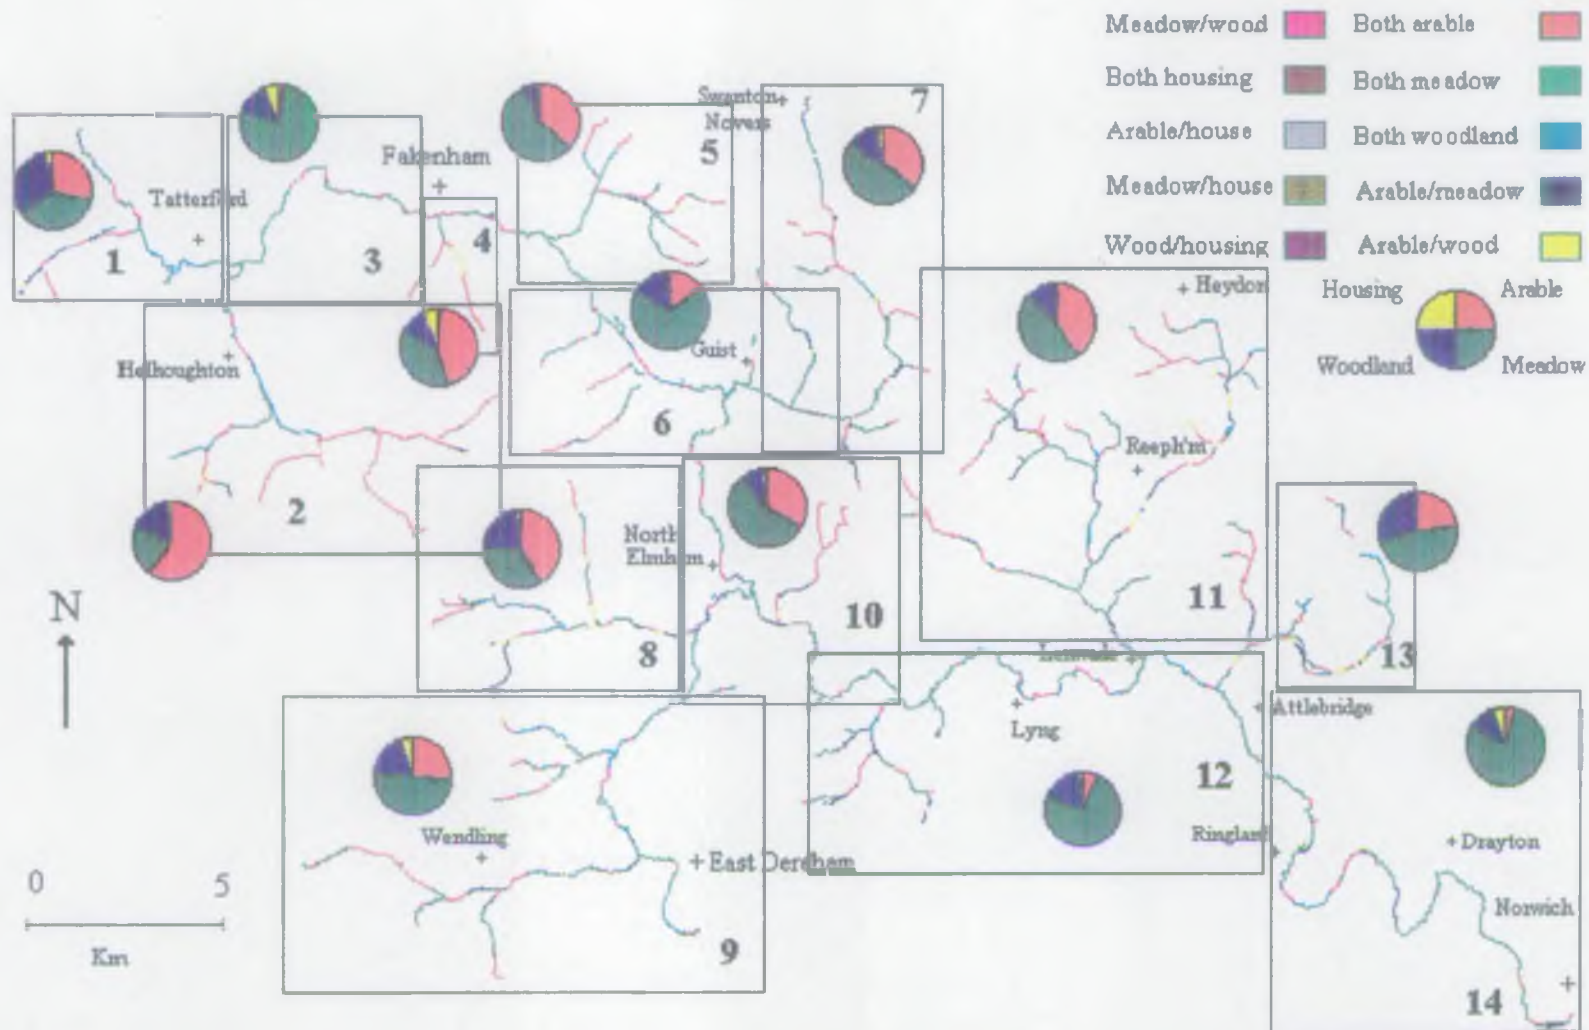 Meadow/wood Both arable
Both housing Both meadow
Arable/house Both woodland
Meadow/house Arable/meadow
Wood/housing Arable/wood
Housing Arable
Woodland Meadow
Swanton
Novers
7
5
Fakenham
Tatterford
1
3
4
Heydon
Helhoughton
Guist
6
Reeph'm
2
North
Elmham
N
8
10
11
13
Lyng
Attlebridge
12
Wendling
East Dereham
Ringland
Drayton
0 5
Km
Norwich
9
14